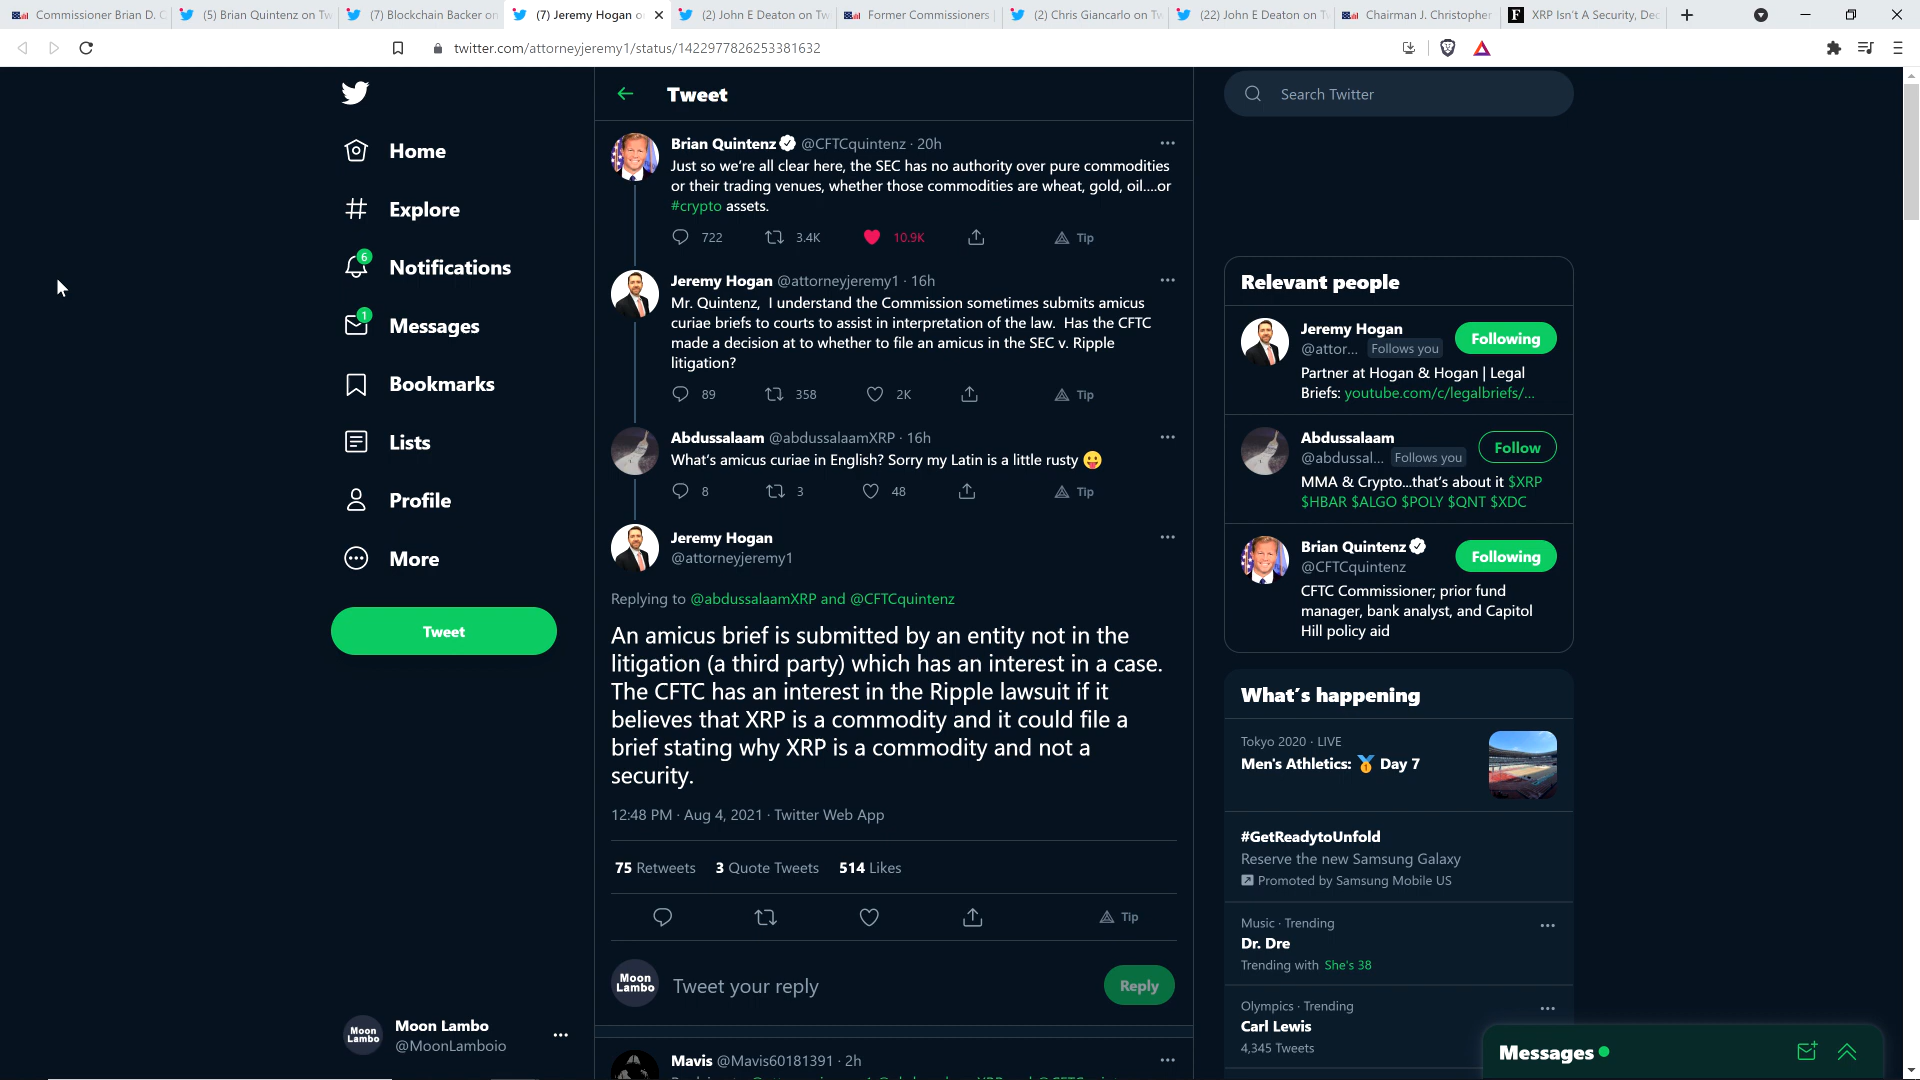 Commissioner Brian D. C
(5) Brian Quintenz on Tw
(7) Blockchain Backer on
(7) Jeremy Hogan o
(2) John E Deaton on Tw
Former Commissioners
(2) Chris Giancarlo on Tw
(22) John E Deaton on T
Chairman J. Christopher
XRP Isn't A Security, Dec
twitter.com/attorneyjeremy1/status/1422977826253381632
Home
Explore
6
Notifications
1
Messages
Bookmarks
Lists
Profile
More
Tweet
Moon Lambo
Moon Lambo
@MoonLamboio
Tweet
Brian Quintenz @CFTCquintenz · 20h
Just so we're all clear here, the SEC has no authority over pure commodities
or their trading venues, whether those commodities are wheat, gold, oil....or
#crypto assets.
722 3.4K 10.9K Tip
Jeremy Hogan @attorneyjeremy1 · 16h
Mr. Quintenz, I understand the Commission sometimes submits amicus
curiae briefs to courts to assist in interpretation of the law. Has the CFTC
made a decision at to whether to file an amicus in the SEC v. Ripple
litigation?
89 358 2K Tip
Abdussalaam @abdussalaamXRP · 16h
What's amicus curiae in English? Sorry my Latin is a little rusty 😛
8 3 48 Tip
Jeremy Hogan
@attorneyjeremy1
Replying to @abdussalaamXRP and @CFTCquintenz
An amicus brief is submitted by an entity not in the
litigation (a third party) which has an interest in a case.
The CFTC has an interest in the Ripple lawsuit if it
believes that XRP is a commodity and it could file a
brief stating why XRP is a commodity and not a
security.
12:48 PM · Aug 4, 2021 · Twitter Web App
75 Retweets 3 Quote Tweets 514 Likes
Tip
Moon Lambo
Tweet your reply
Reply
Mavis @Mavis60181391 · 2h
Search Twitter
Relevant people
Jeremy Hogan
@attor... Follows you
Following
Partner at Hogan & Hogan | Legal
Briefs: youtube.com/c/legalbriefs/...
Abdussalaam
@abdussal... Follows you
Follow
MMA & Crypto...that's about it $XRP
$HBAR $ALGO $POLY $QNT $XDC
Brian Quintenz
@CFTCquintenz
Following
CFTC Commissioner; prior fund
manager, bank analyst, and Capitol
Hill policy aid
What's happening
Tokyo 2020 · LIVE
Men's Athletics: 🏅 Day 7
#GetReadytoUnfold
Reserve the new Samsung Galaxy
Promoted by Samsung Mobile US
Music · Trending
Dr. Dre
Trending with She's 38
Olympics · Trending
Carl Lewis
4,345 Tweets
Messages